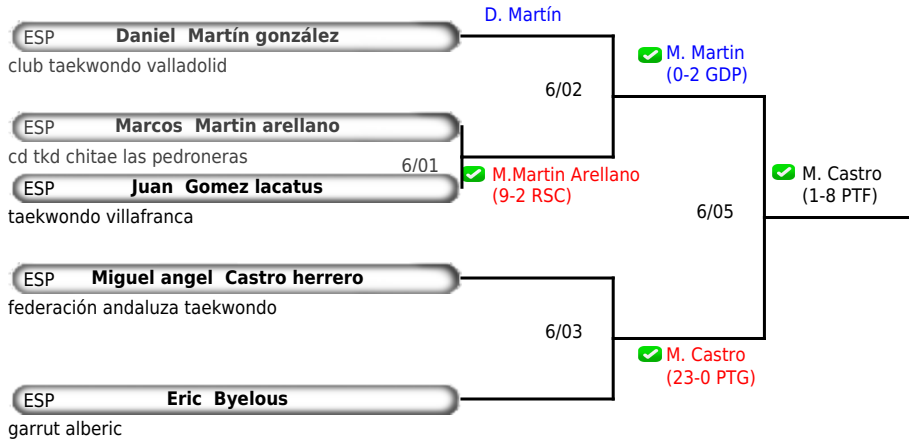 D. Martín
ESP Daniel Martín gonzález
club taekwondo valladolid
6/02
M. Martin
(0-2 GDP)
ESP Marcos Martin arellano
cd tkd chitae las pedroneras
6/01
M.Martin Arellano
(9-2 RSC)
ESP Juan Gomez lacatus
taekwondo villafranca
M. Castro
(1-8 PTF)
6/05
ESP Miguel angel Castro herrero
federación andaluza taekwondo
6/03
M. Castro
(23-0 PTG)
ESP Eric Byelous
garrut alberic